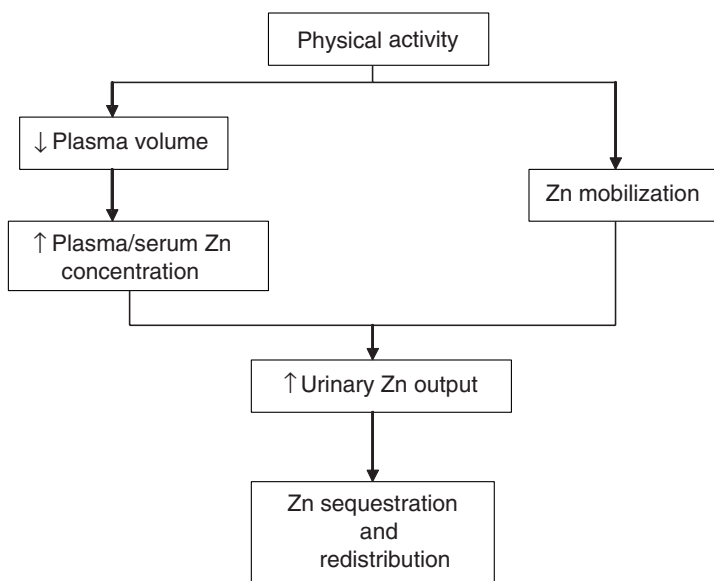 Physical activity
↓ Plasma volume
Zn mobilization
↑ Plasma/serum Zn
concentration
↑ Urinary Zn output
Zn sequestration
and
redistribution